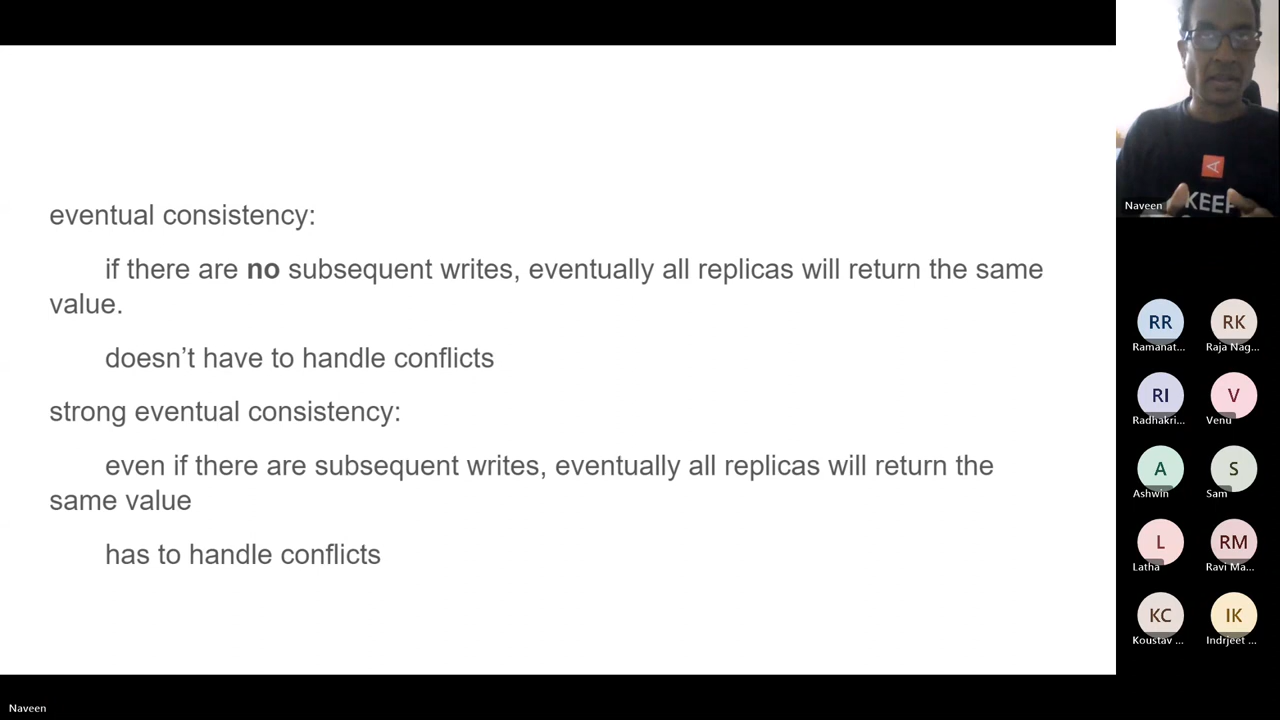 eventual consistency:
if there are no subsequent writes, eventually all replicas will return the same
value.
doesn’t have to handle conflicts
strong eventual consistency:
even if there are subsequent writes, eventually all replicas will return the
same value
has to handle conflicts
KEEP
Naveen
RR
RK
Ramanat...
Raja Nag...
RI
V
Radhakri...
Venu
A
S
Ashwin
Sam
L
RM
Latha
Ravi Ma...
KC
IK
Koustav ...
Indrjeet ...
Naveen